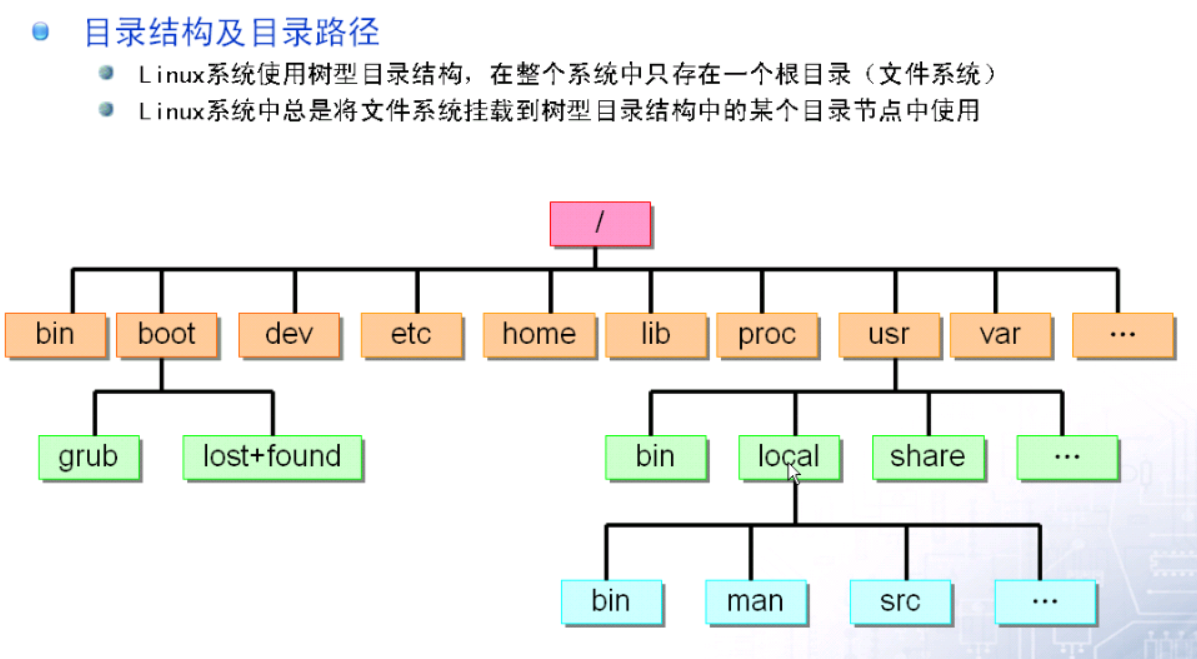 目录结构及目录路径
Linux系统使用树型目录结构，在整个系统中只存在一个根目录（文件系统）
Linux系统中总是将文件系统挂载到树型目录结构中的某个目录节点中使用
/
bin boot dev etc home lib proc usr var ...
grub lost+found bin local share ...
bin man src ...